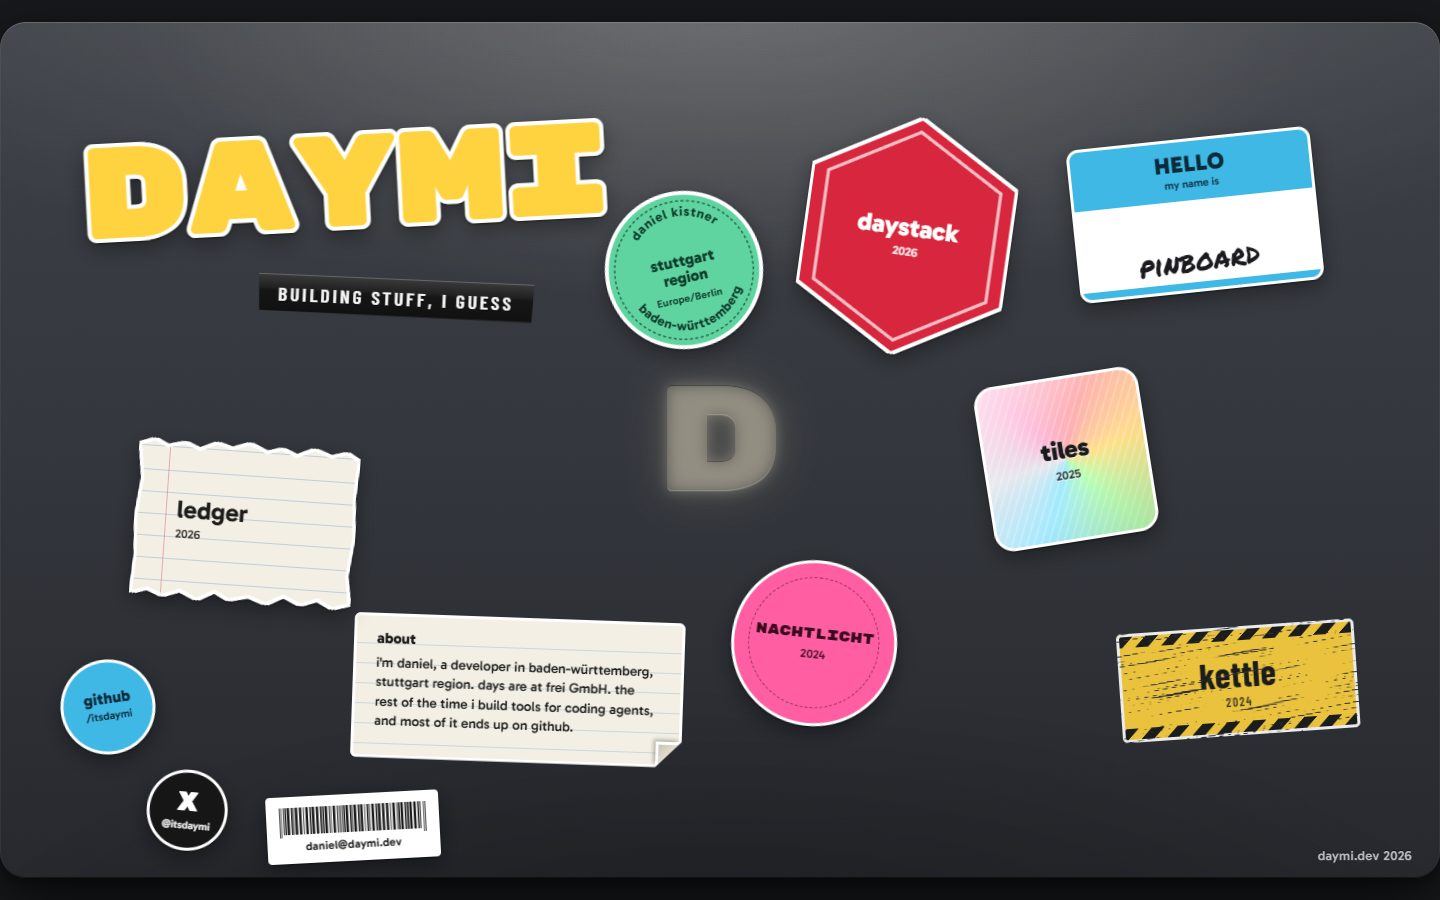 DAYMI
BUILDING STUFF, I GUESS
daniel kistner
stuttgart
region
Europe/Berlin
baden-württemberg
daystack
2026
HELLO
my name is
PINBOARD
D
tiles
2025
ledger
2026
about
i'm daniel, a developer in baden-württemberg,
stuttgart region. days are at frei GmbH. the
rest of the time i build tools for coding agents,
and most of it ends up on github.
NACHTLICHT
2024
kettle
2024
github
/itsdaymi
X
@itsdaymi
daniel@daymi.dev
daymi.dev 2026